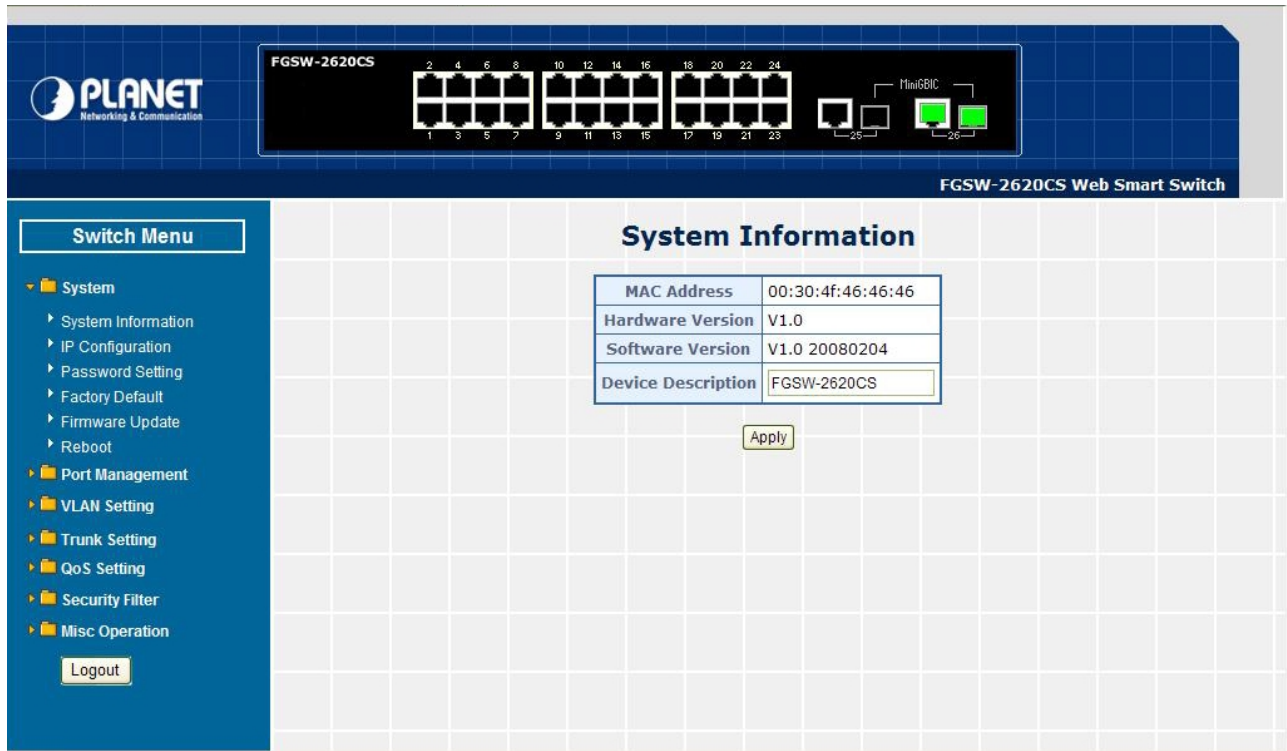 PLANET
Networking & Communication
FGSW-2620CS
2 4 6 8 10 12 14 16 18 20 22 24
MiniGBIC
1 3 5 7 9 11 13 15 17 19 21 23
25 26
FGSW-2620CS Web Smart Switch
Switch Menu
System
System Information
IP Configuration
Password Setting
Factory Default
Firmware Update
Reboot
Port Management
VLAN Setting
Trunk Setting
QoS Setting
Security Filter
Misc Operation
Logout
System Information
MAC Address 00:30:4f:46:46:46
Hardware Version V1.0
Software Version V1.0 20080204
Device Description FGSW-2620CS
Apply